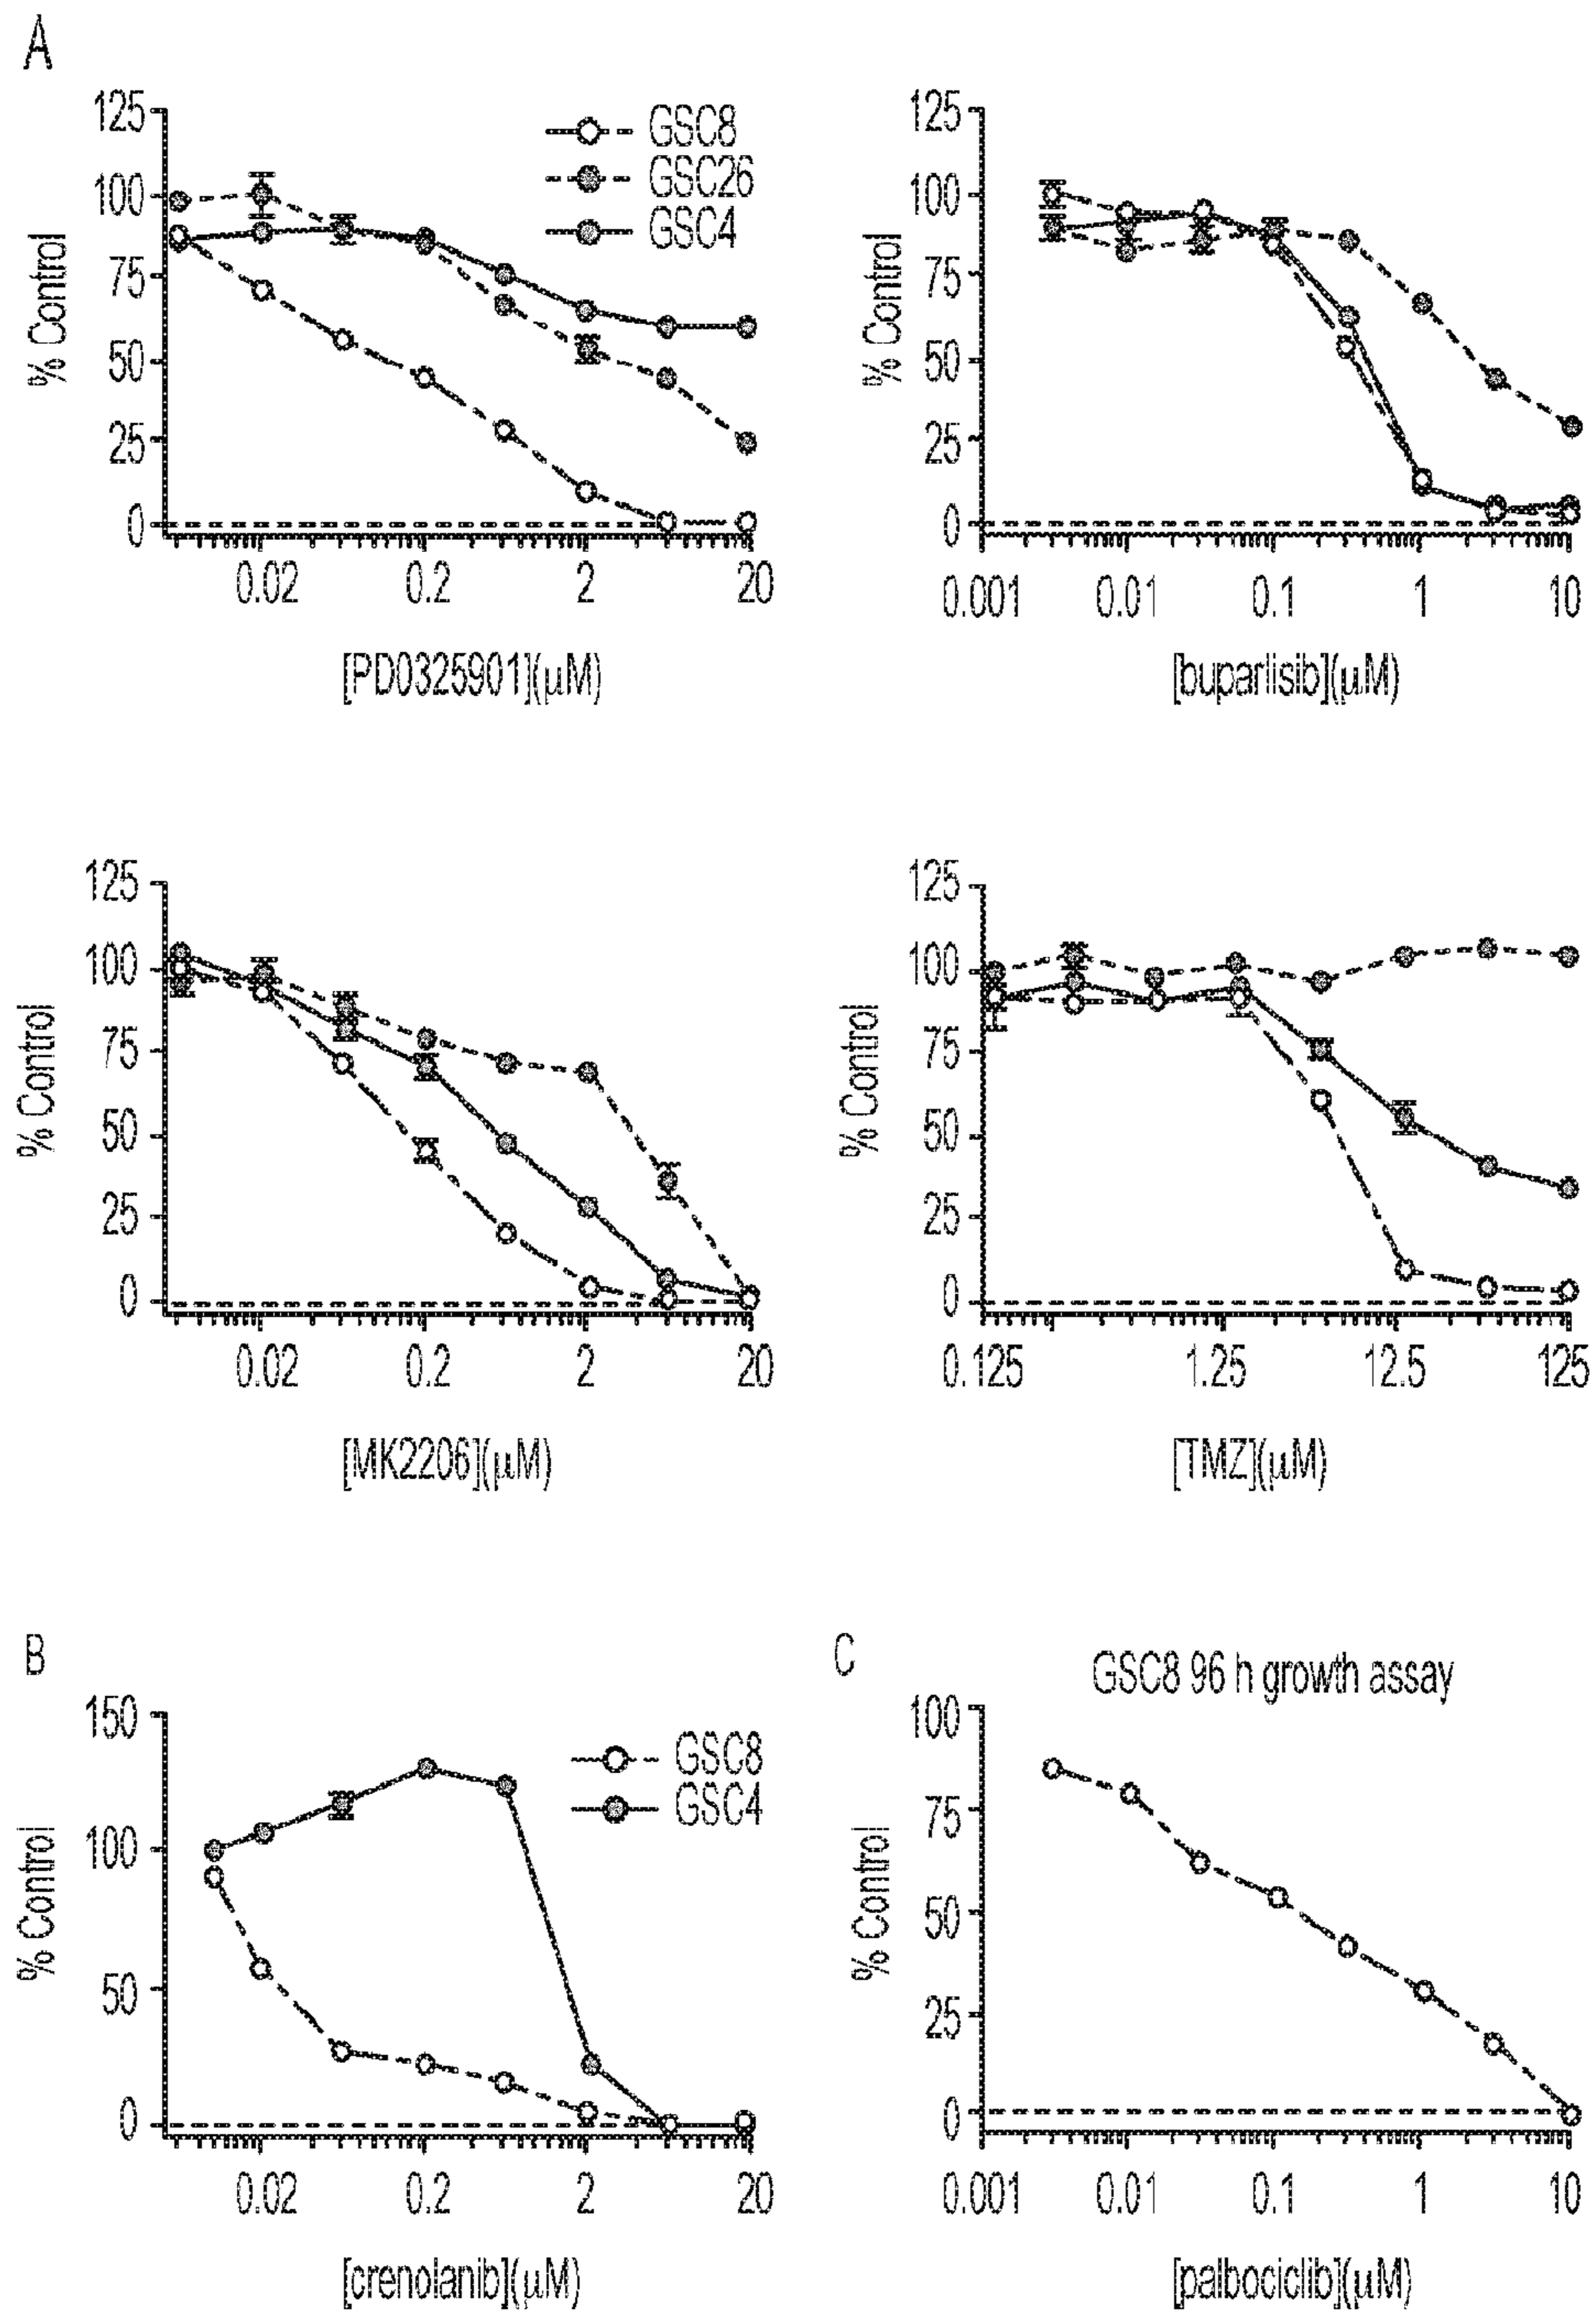 A
125
100
75
50
25
0
% Control
GSC8
GSC26
GSC4
0.02
0.2
2
20
[PD0325901](μM)
125
100
75
50
25
0
% Control
0.001
0.01
0.1
1
10
[buparlisib](μM)
125
100
75
50
25
0
% Control
0.02
0.2
2
20
[MK2206](μM)
125
100
75
50
25
0
% Control
0.125
1.25
12.5
125
[TMZ](μM)
B
150
100
50
0
% Control
GSC8
GSC4
0.02
0.2
2
20
[crenolanib](μM)
C
GSC8 96 h growth assay
100
75
50
25
0
% Control
0.001
0.01
0.1
1
10
[palbociclib](μM)